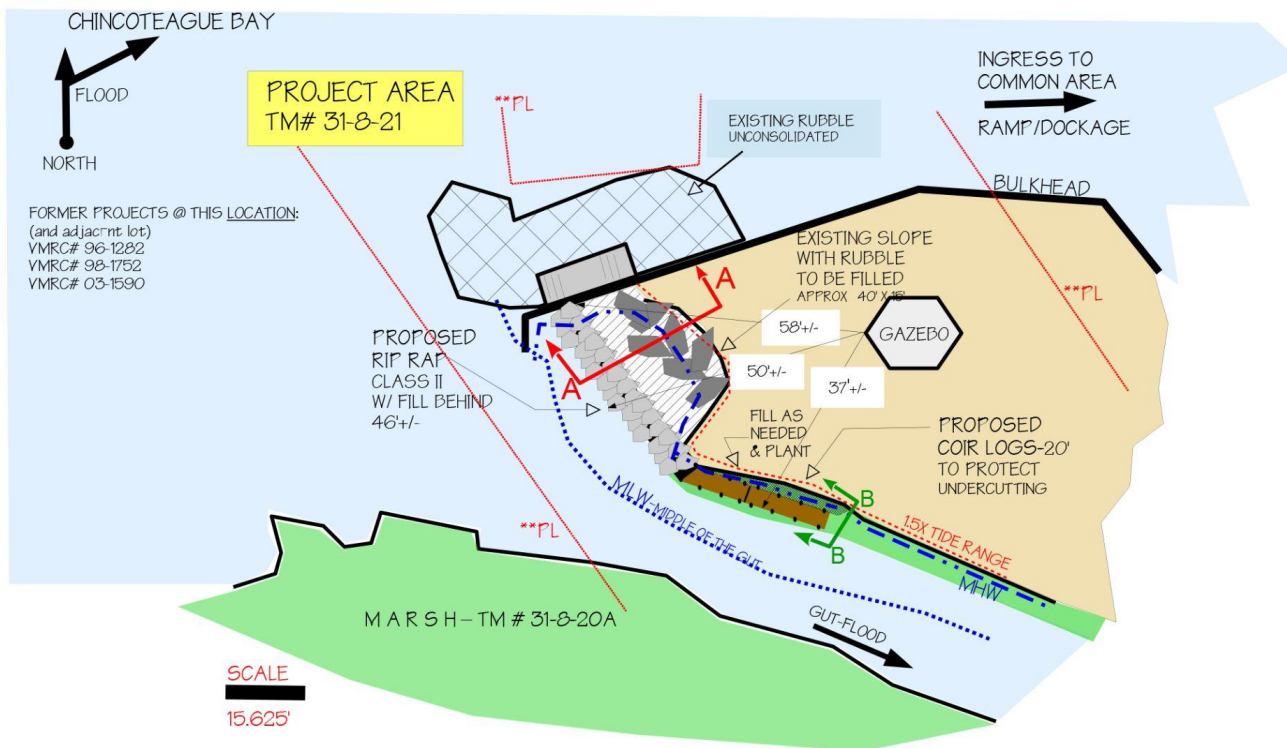 CHINCOTEAGUE BAY
FLOOD
NORTH
PROJECT AREA
TM# 31-8-21
**PL
EXISTING RUBBLE
UNCONSOLIDATED
INGRESS TO
COMMON AREA
RAMP/DOCKAGE
BULKHEAD
FORMER PROJECTS @ THIS LOCATION:
(and adjacent lot)
VMRC# 96-1282
VMRC# 98-1752
VMRC# 03-1590
EXISTING SLOPE
WITH RUBBLE
TO BE FILLED
APPROX 40' X 15'
A
A
**PL
GAZEBO
58'+/-
50'+/-
37'+/-
PROPOSED
RIP RAP
CLASS II
W/ FILL BEHIND
46'+/-
FILL AS
NEEDED
& PLANT
PROPOSED
COIR LOGS-20'
TO PROTECT
UNDERCUTTING
B
B
1.5X TIDE RANGE
MHW
MLW-MIDDLE OF THE GUT
**PL
MARSH-TM # 31-8-20A
GUT-FLOOD
SCALE
15.625'